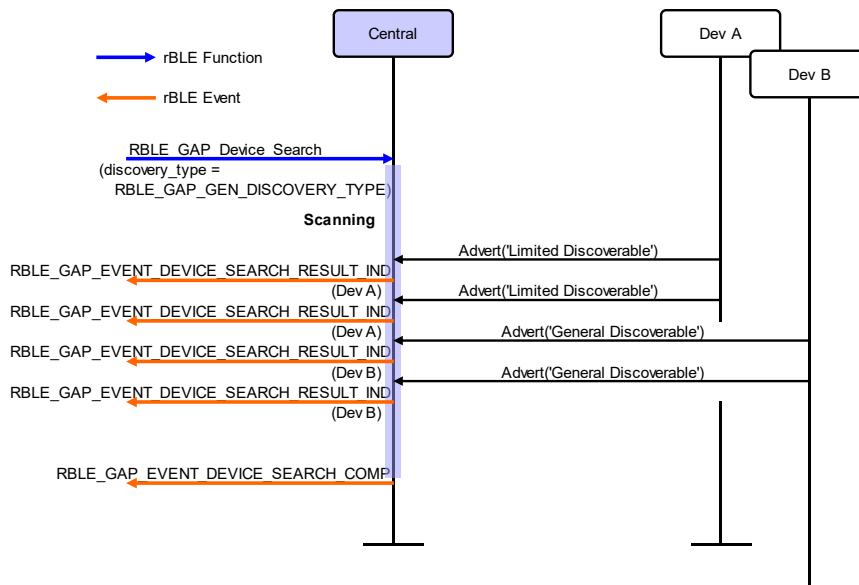 Central
Dev A
Dev B
rBLE Function
rBLE Event
RBLE_GAP_Device_Search
(discovery_type =
RBLE_GAP_GEN_DISCOVERY_TYPE)
Scanning
Advert('Limited Discoverable')
RBLE_GAP_EVENT_DEVICE_SEARCH_RESULT_IND
(Dev A)
Advert('Limited Discoverable')
RBLE_GAP_EVENT_DEVICE_SEARCH_RESULT_IND
(Dev A)
Advert('General Discoverable')
RBLE_GAP_EVENT_DEVICE_SEARCH_RESULT_IND
(Dev B)
Advert('General Discoverable')
RBLE_GAP_EVENT_DEVICE_SEARCH_RESULT_IND
(Dev B)
RBLE_GAP_EVENT_DEVICE_SEARCH_COMP